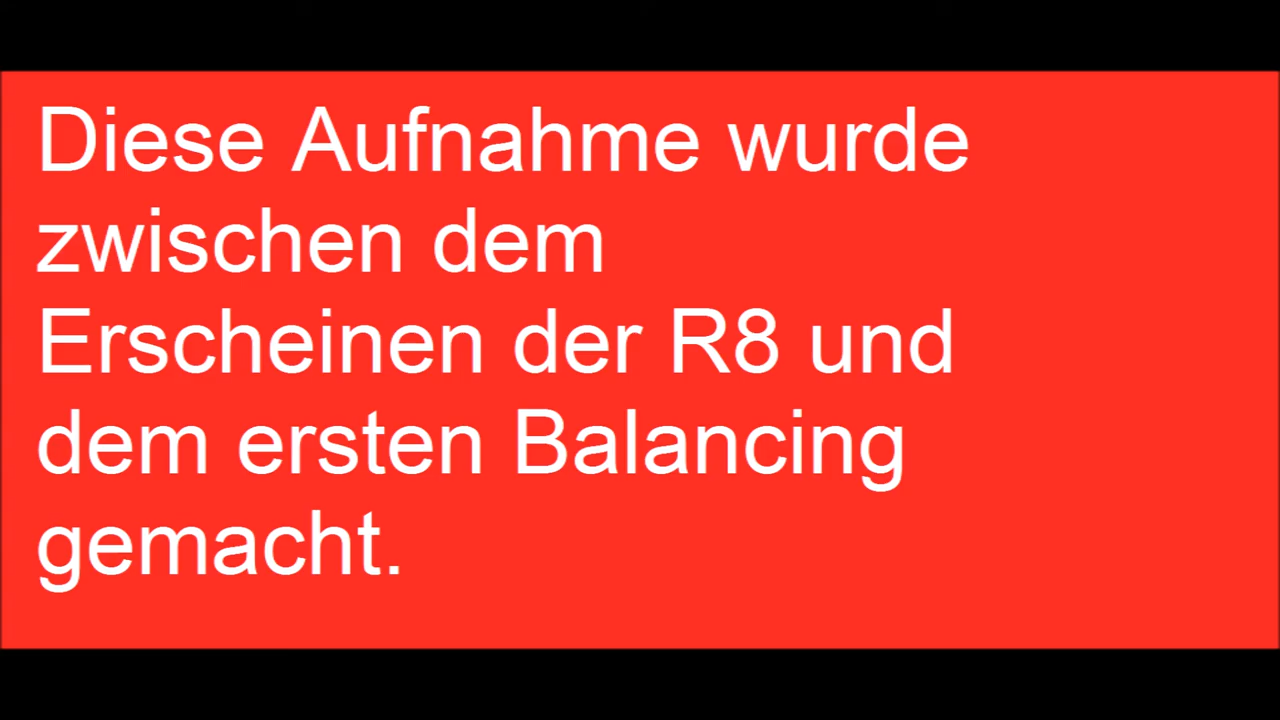 Diese Aufnahme wurde
zwischen dem
Erscheinen der R8 und
dem ersten Balancing
gemacht.